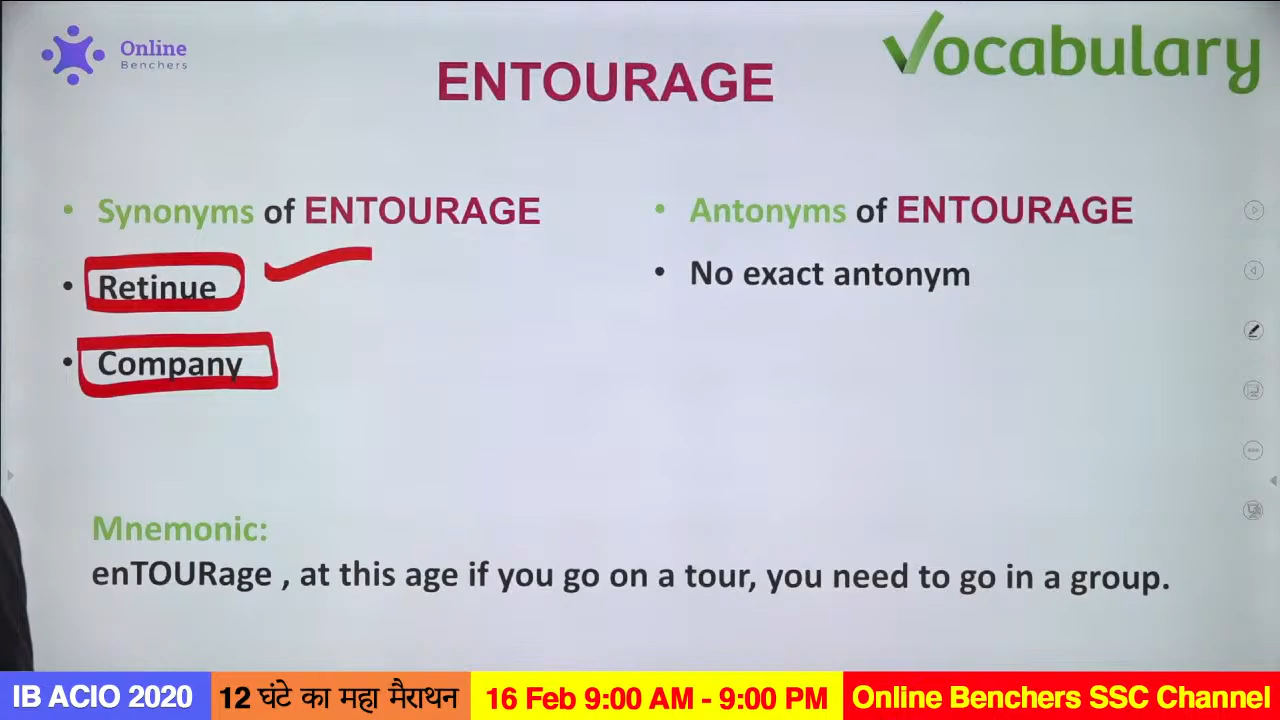 Online
Benchers
Vocabulary
ENTOURAGE
• Synonyms of ENTOURAGE
• Retinue
• Company
• Antonyms of ENTOURAGE
• No exact antonym
Mnemonic:
enTOURage , at this age if you go on a tour, you need to go in a group.
IB ACIO 2020
12 घंटे का महा मैराथन
16 Feb 9:00 AM - 9:00 PM
Online Benchers SSC Channel